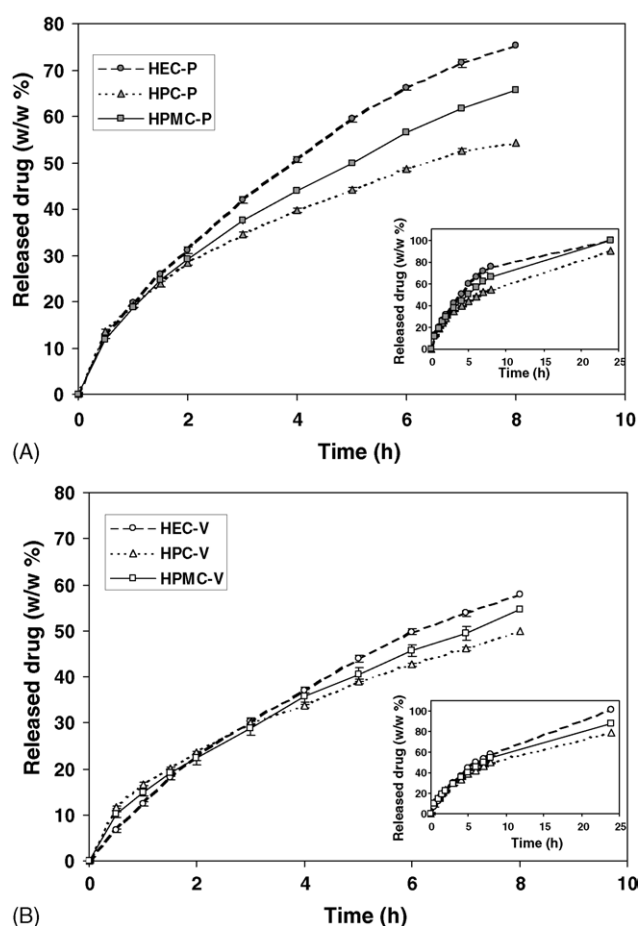 80
70
60
50
40
30
20
10
0
Released drug (w/w %)
HEC-P
HPC-P
HPMC-P
100
80
60
40
20
0
Released drug (w/w %)
0 5 10 15 20 25
Time (h)
0 2 4 6 8 10
Time (h)
(A)
80
70
60
50
40
30
20
10
0
Released drug (w/w %)
HEC-V
HPC-V
HPMC-V
100
80
60
40
20
0
Released drug (w/w %)
0 5 10 15 20 25
Time (h)
0 2 4 6 8 10
Time (h)
(B)